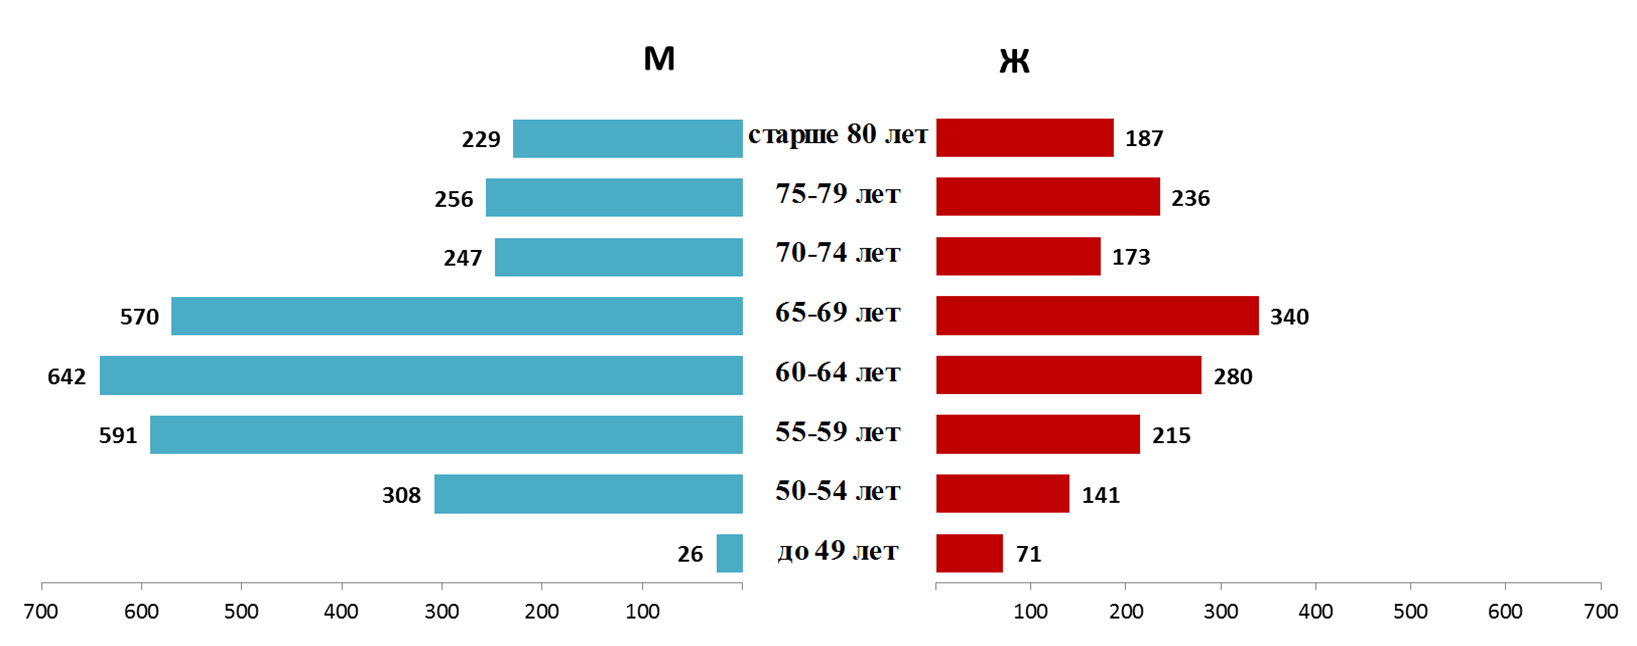 М Ж
229 старше 80 лет 187
256 75-79 лет 236
247 70-74 лет 173
570 65-69 лет 340
642 60-64 лет 280
591 55-59 лет 215
308 50-54 лет 141
26 до 49 лет 71
700 600 500 400 300 200 100 100 200 300 400 500 600 700